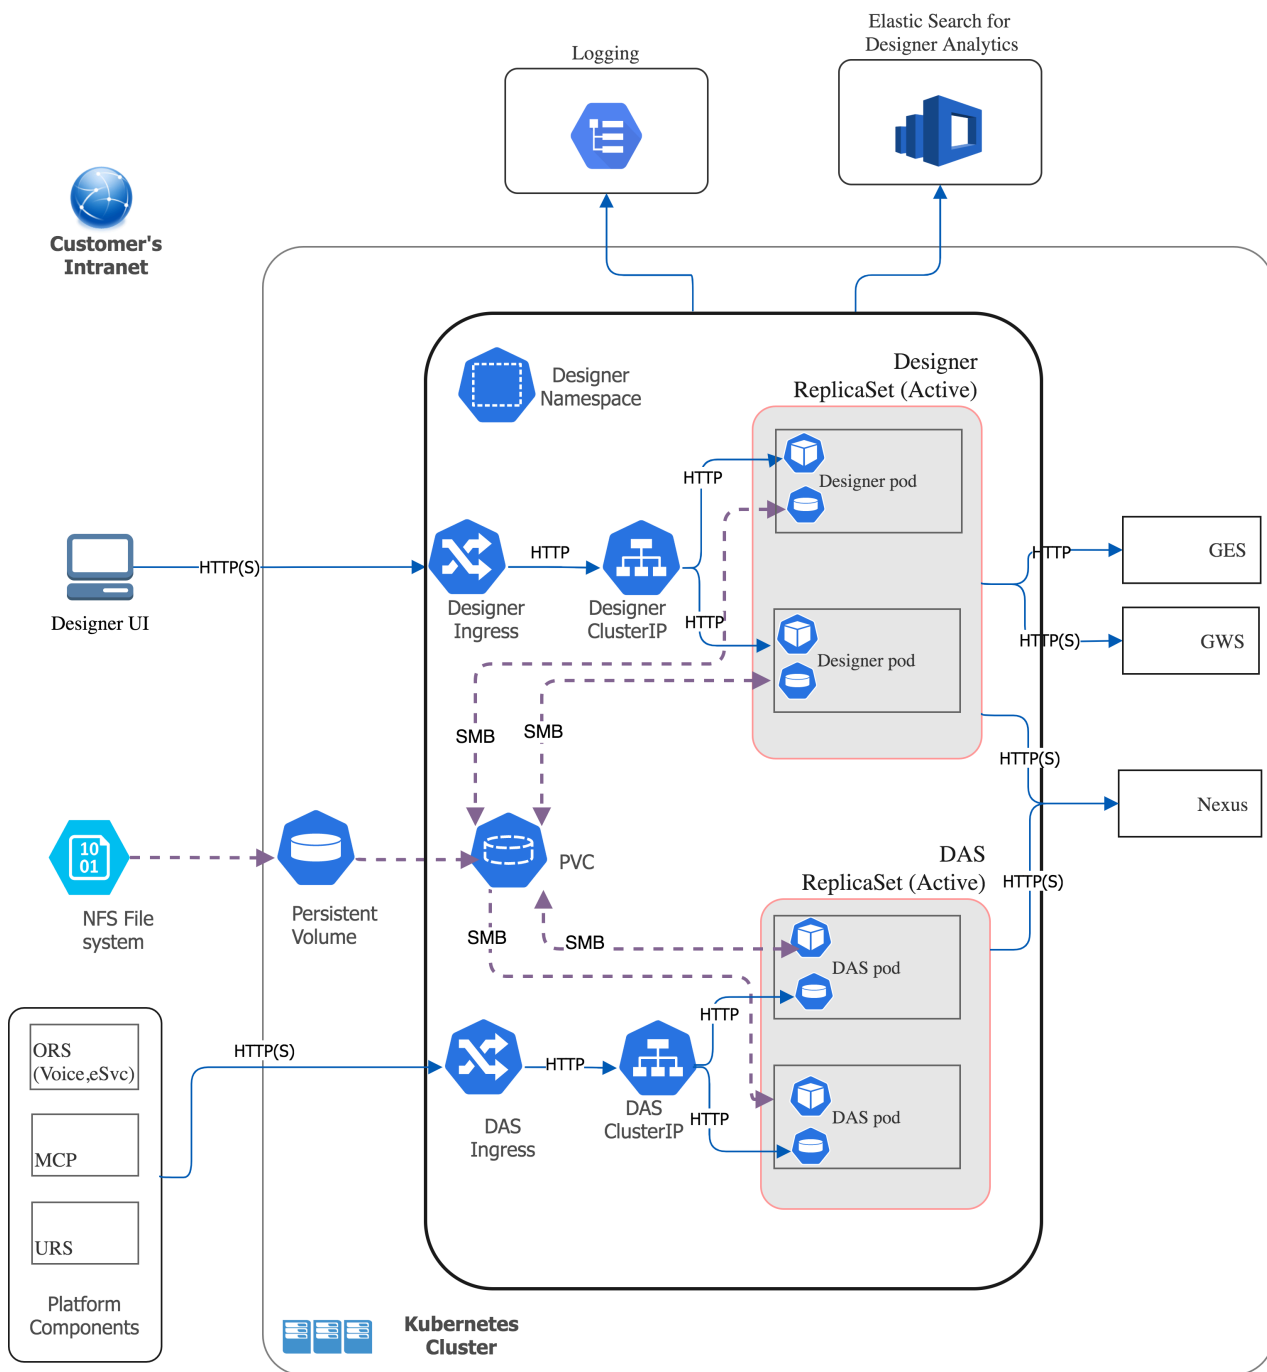 Elastic Search for
Designer Analytics
Logging
Customer's
Intranet
Designer
Namespace
Designer
ReplicaSet (Active)
HTTP
Designer pod
HTTP(S)
HTTP
HTTP
GES
Designer UI
Designer
Ingress
Designer
ClusterIP
HTTP
Designer pod
HTTP(S)
GWS
SMB
SMB
HTTP(S)
Nexus
10
01
PVC
DAS
ReplicaSet (Active)
HTTP(S)
NFS File
system
Persistent
Volume
SMB
SMB
DAS pod
HTTP
ORS
(Voice,eSvc)
HTTP(S)
HTTP
DAS
Ingress
DAS
ClusterIP
HTTP
DAS pod
MCP
URS
Platform
Components
Kubernetes
Cluster